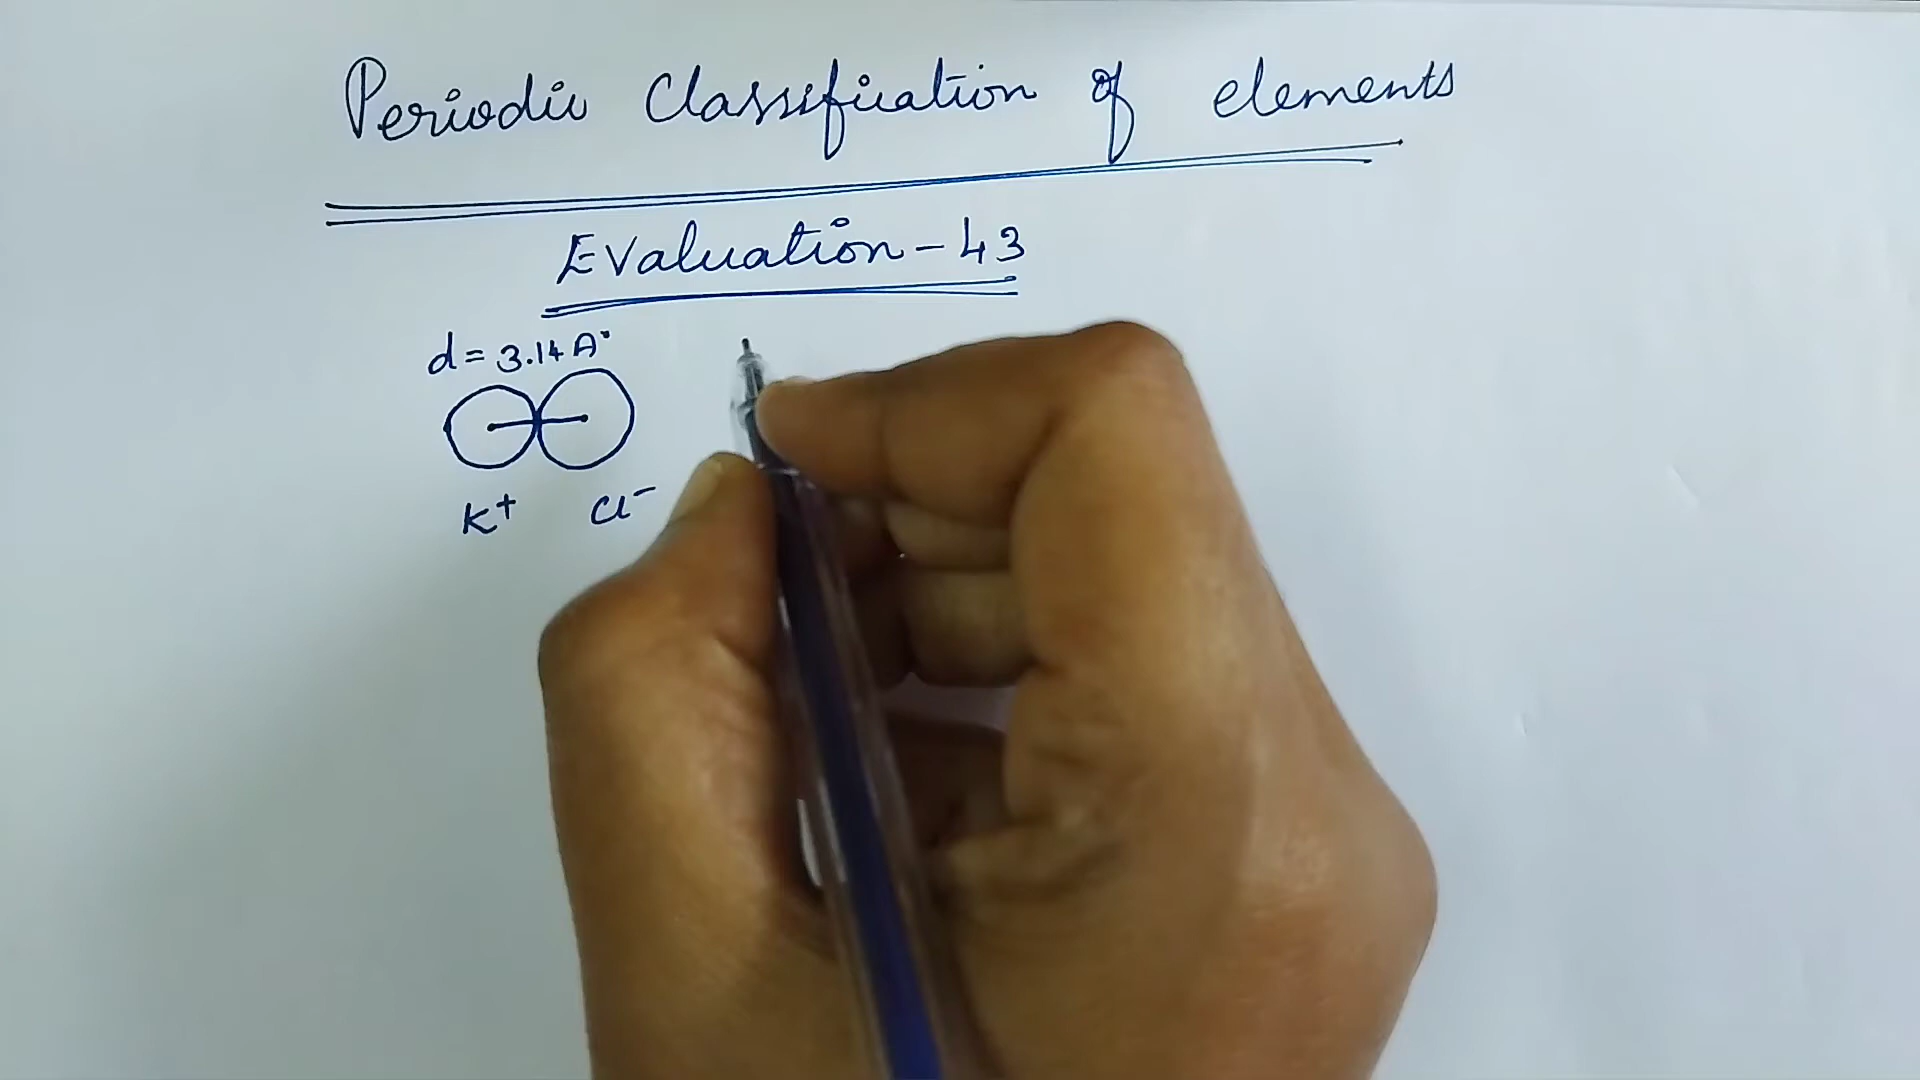 Periodic Classification of elements
Evaluation-43
d = 3.14 A°
K+ Cl-